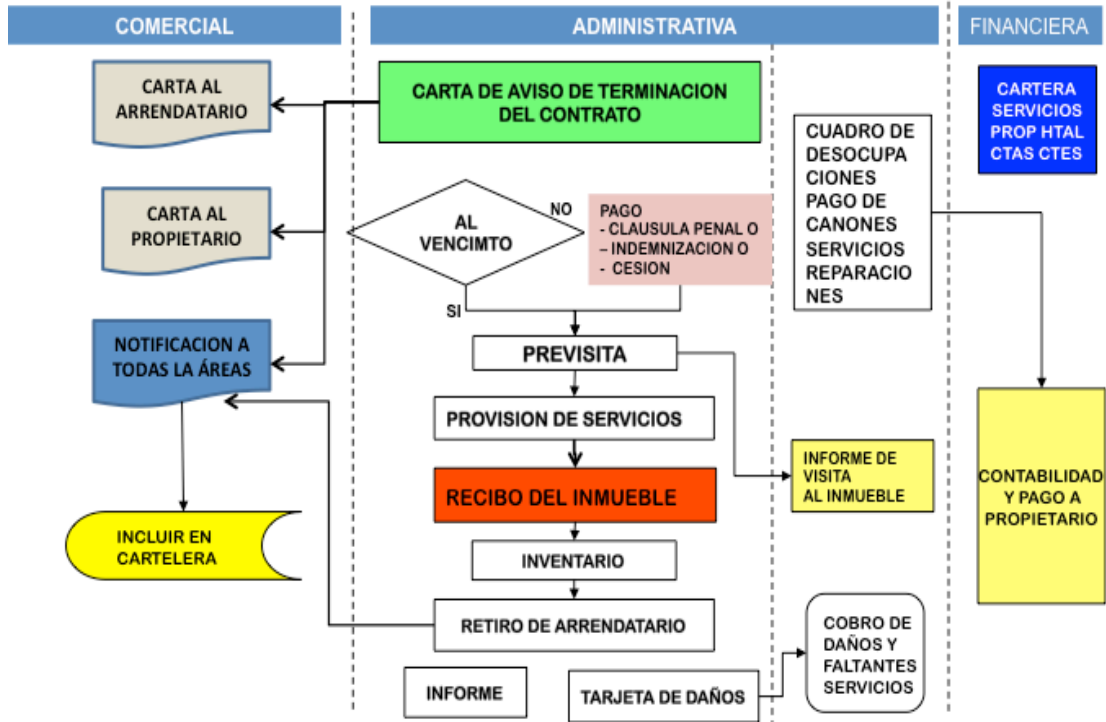 COMERCIAL
ADMINISTRATIVA
FINANCIERA
CARTA AL
ARRENDATARIO
CARTA AL
PROPIETARIO
NOTIFICACION A
TODAS LA ÁREAS
INCLUIR EN
CARTELERA
CARTA DE AVISO DE TERMINACION
DEL CONTRATO
AL
VENCIMTO
NO
SI
PAGO
- CLAUSULA PENAL O
– INDEMNIZACION O
- CESION
PREVISITA
PROVISION DE SERVICIOS
RECIBO DEL INMUEBLE
INVENTARIO
RETIRO DE ARRENDATARIO
INFORME
TARJETA DE DAÑOS
CUADRO DE
DESOCUPA
CIONES
PAGO DE
CANONES
SERVICIOS
REPARACIO
NES
INFORME DE
VISITA
AL INMUEBLE
COBRO DE
DAÑOS Y
FALTANTES
SERVICIOS
CARTERA
SERVICIOS
PROP HTAL
CTAS CTES
CONTABILIDAD
Y PAGO A
PROPIETARIO